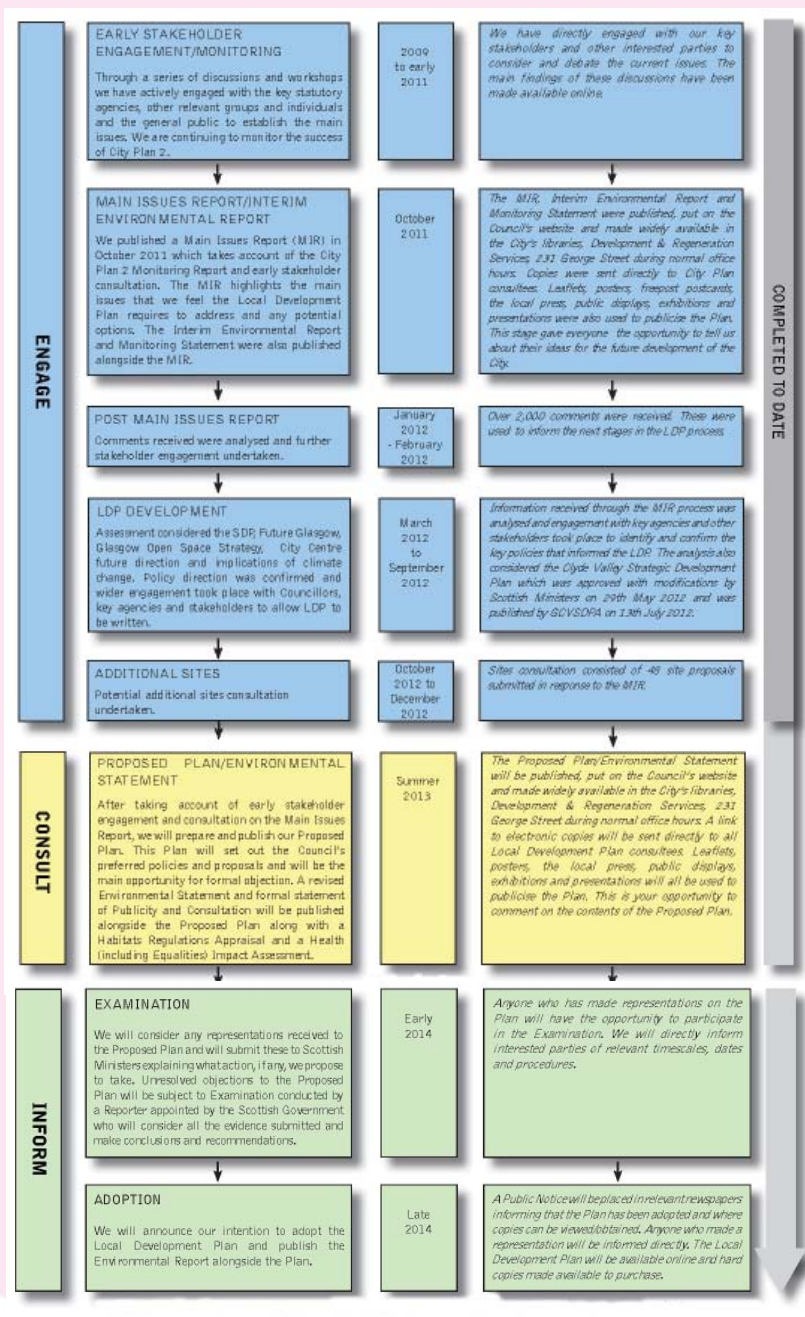 ENGAGE
EARLY STAKEHOLDER
ENGAGEMENT/MONITORING
Through a series of discussions and workshops
we have actively engaged with the key statutory
agencies, other relevant groups and individuals
and the general public to establish the main
issues. We are continuing to monitor the success
of City Plan 2.
2009
to early
2011
We have directly engaged with our key
stakeholders and other interested parties to
consider and debate the current issues. The
main findings of these discussions have been
made available online.
MAIN ISSUES REPORT/INTERIM
ENVIRONMENTAL REPORT
We published a Main Issues Report (MIR) in
October 2011 which takes account of the City
Plan 2 Monitoring Report and early stakeholder
consultation. The MIR highlights the main
issues that we feel the Local Development
Plan requires to address and any potential
options. The Interim Environmental Report
and Monitoring Statement were also published
alongside the MIR.
October
2011
The MIR, Interim Environmental Report and
Monitoring Statement were published, put on the
Council's website and made widely available in
the City's libraries, Development & Regeneration
Services, 231 George Street during normal office
hours. Copies were sent directly to City Plan
consultees. Leaflets, posters, freepost postcards,
the local press, public displays, exhibitions and
presentations were also used to publicise the Plan.
This stage gave everyone the opportunity to tell us
about their ideas for the future development of the
City.
POST MAIN ISSUES REPORT
Comments received were analysed and further
stakeholder engagement undertaken.
January
2012
- February
2012
Over 2,000 comments were received. These were
used to inform the next stages in the LDP process.
LDP DEVELOPMENT
Assessment considered the SDP, Future Glasgow,
Glasgow Open Space Strategy, City Centre
future direction and implications of climate
change. Policy direction was confirmed and
wider engagement took place with Councillors,
key agencies and stakeholders to allow LDP to
be written.
March
2012
to
September
2012
Information received through the MIR process was
analysed and engagement with key agencies and other
stakeholders took place to identify and confirm the
key policies that informed the LDP. The analysis also
considered the Clyde Valley Strategic Development
Plan which was approved with modifications by
Scottish Ministers on 29th May 2012 and was
published by GCVSDPA on 13th July 2012.
ADDITIONAL SITES
Potential additional sites consultation
undertaken.
October
2012 to
December
2012
Sites consultation consisted of 48 site proposals
submitted in response to the MIR.
COMPLETED TO DATE
CONSULT
PROPOSED PLAN/ENVIRONMENTAL
STATEMENT
After taking account of early stakeholder
engagement and consultation on the Main Issues
Report, we will prepare and publish our Proposed
Plan. This Plan will set out the Council's
preferred policies and proposals and will be the
main opportunity for formal objection. A revised
Environmental Statement and formal statement
of Publicity and Consultation will be published
alongside the Proposed Plan along with a
Habitats Regulations Appraisal and a Health
(including Equalities) Impact Assessment.
Summer
2013
The Proposed Plan/Environmental Statement
will be published, put on the Council's website
and made widely available in the City's libraries,
Development & Regeneration Services, 231
George Street during normal office hours. A link
to electronic copies will be sent directly to all
Local Development Plan consultees. Leaflets,
posters, the local press, public displays,
exhibitions and presentations will all be used to
publicise the Plan. This is your opportunity to
comment on the contents of the Proposed Plan.
INFORM
EXAMINATION
We will consider any representations received to
the Proposed Plan and will submit these to Scottish
Ministers explaining what action, if any, we propose
to take. Unresolved objections to the Proposed
Plan will be subject to Examination conducted by
a Reporter appointed by the Scottish Government
who will consider all the evidence submitted and
make conclusions and recommendations.
Early
2014
Anyone who has made representations on the
Plan will have the opportunity to participate
in the Examination. We will directly inform
interested parties of relevant timescales, dates
and procedures.
ADOPTION
We will announce our intention to adopt the
Local Development Plan and publish the
Environmental Report alongside the Plan.
Late
2014
A Public Notice will be placed in relevant newspapers
informing that the Plan has been adopted and where
copies can be viewed/obtained. Anyone who made a
representation will be informed directly. The Local
Development Plan will be available online and hard
copies made available to purchase.